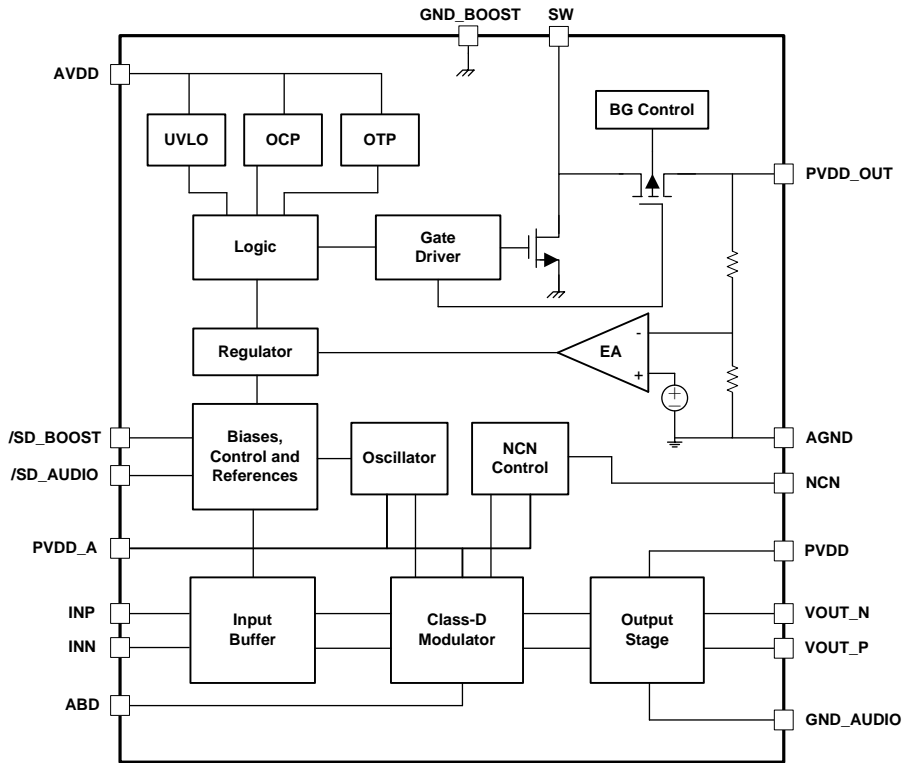 GND_BOOST
SW
AVDD
BG Control
UVLO
OCP
OTP
PVDD_OUT
Logic
Gate
Driver
Regulator
EA
-
+
+
−
/SD_BOOST
/SD_AUDIO
Biases,
Control and
References
Oscillator
NCN
Control
AGND
NCN
PVDD_A
PVDD
INP
INN
Input
Buffer
Class-D
Modulator
Output
Stage
VOUT_N
VOUT_P
ABD
GND_AUDIO